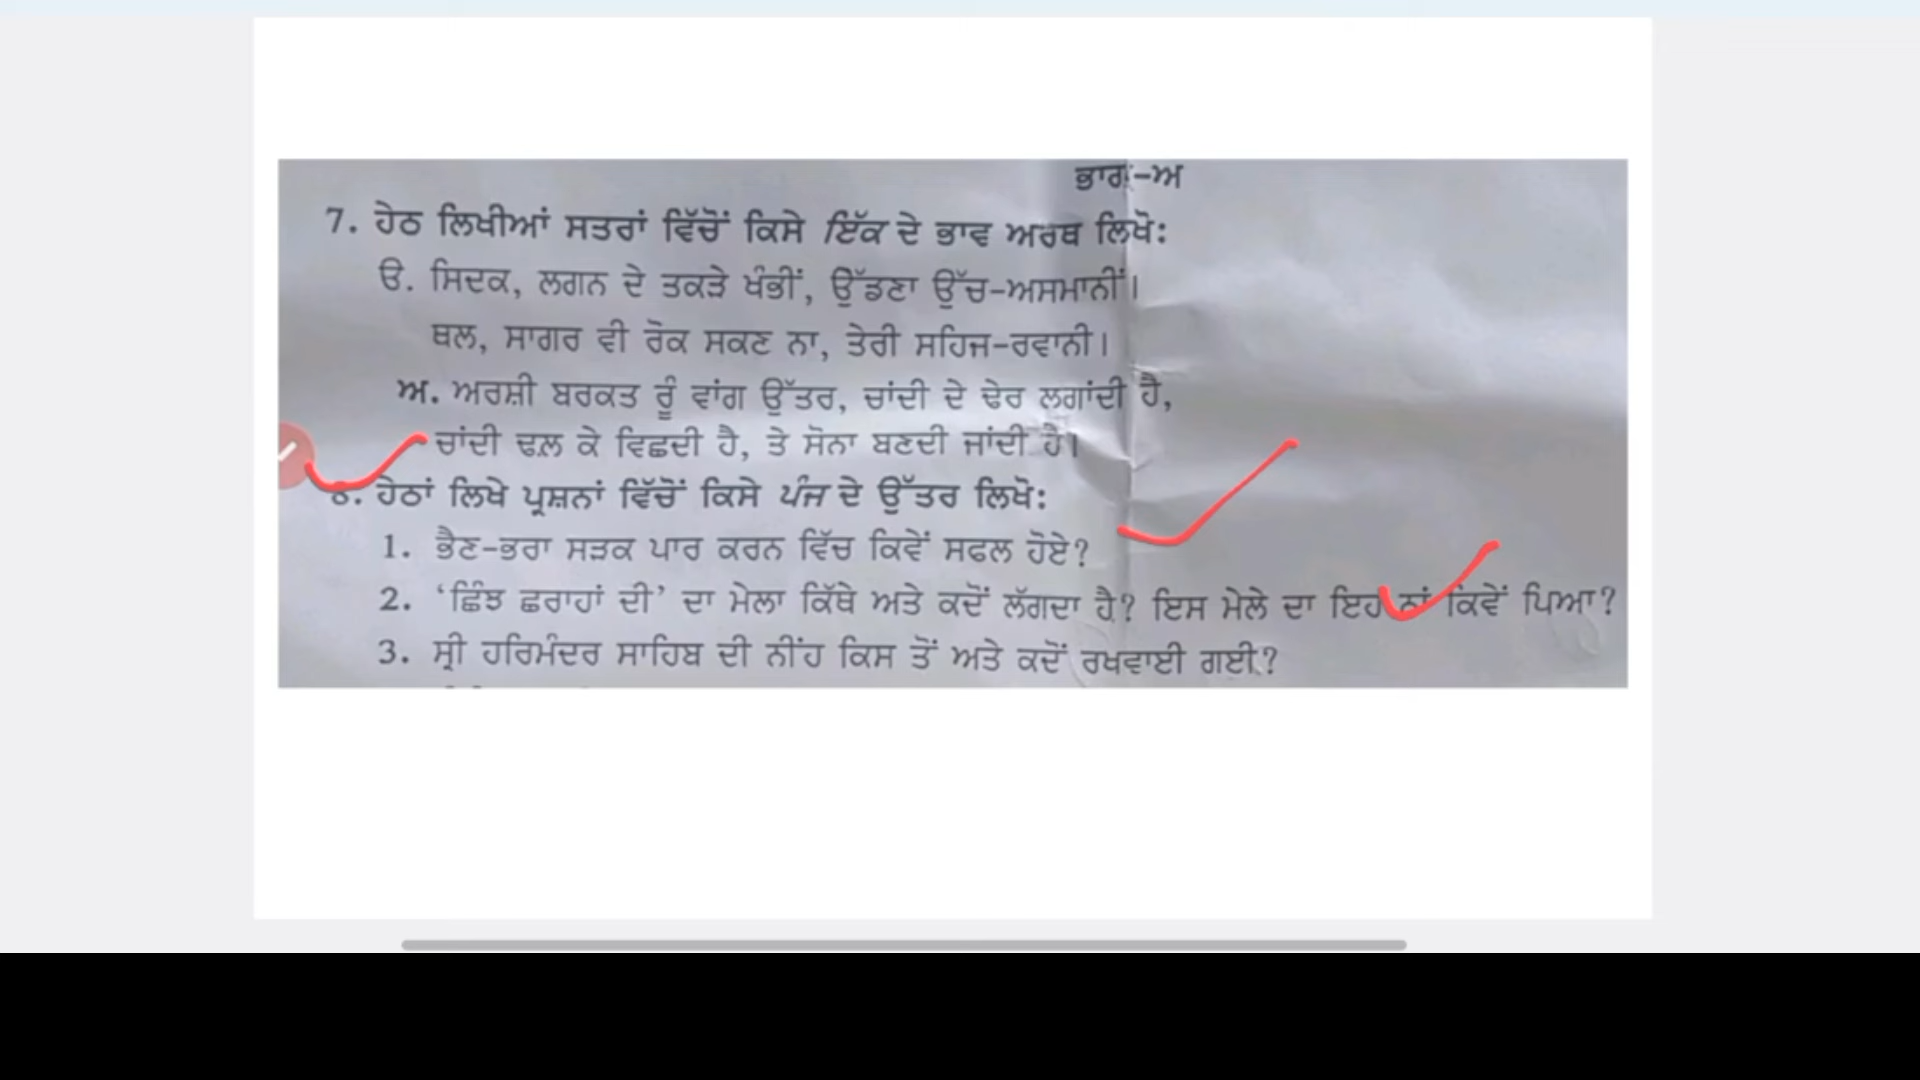 ਭਾਗ-ਅ
7. ਹੇਠ ਲਿਖੀਆਂ ਸਤਰਾਂ ਵਿੱਚੋਂ ਕਿਸੇ ਇੱਕ ਦੇ ਭਾਵ ਅਰਥ ਲਿਖੋ:
ੳ. ਸਿਦਕ, ਲਗਨ ਦੇ ਤਕੜੇ ਖੰਭੀਂ, ਉੱਡਣਾ ਉੱਚ-ਅਸਮਾਨੀਂ।
ਥਲ, ਸਾਗਰ ਵੀ ਰੋਕ ਸਕਣ ਨਾ, ਤੇਰੀ ਸਹਿਜ-ਰਵਾਨੀ।
ਅ. ਅਰਸ਼ੀ ਬਰਕਤ ਰੂੰ ਵਾਂਗ ਉੱਤਰ, ਚਾਂਦੀ ਦੇ ਢੇਰ ਲਗਾਂਦੀ ਹੈ,
ਚਾਂਦੀ ਢਲ਼ ਕੇ ਵਿਛਦੀ ਹੈ, ਤੇ ਸੋਨਾ ਬਣਦੀ ਜਾਂਦੀ ਹੈ।
8. ਹੇਠਾਂ ਲਿਖੇ ਪ੍ਰਸ਼ਨਾਂ ਵਿੱਚੋਂ ਕਿਸੇ ਪੰਜ ਦੇ ਉੱਤਰ ਲਿਖੋ:
1. ਭੈਣ-ਭਰਾ ਸੜਕ ਪਾਰ ਕਰਨ ਵਿੱਚ ਕਿਵੇਂ ਸਫਲ ਹੋਏ?
2. ‘ਛਿੰਝ ਛਰਾਹਾਂ ਦੀ’ ਦਾ ਮੇਲਾ ਕਿੱਥੇ ਅਤੇ ਕਦੋਂ ਲੱਗਦਾ ਹੈ? ਇਸ ਮੇਲੇ ਦਾ ਇਹ ਨਾਂ ਕਿਵੇਂ ਪਿਆ?
3. ਸ੍ਰੀ ਹਰਿਮੰਦਰ ਸਾਹਿਬ ਦੀ ਨੀਂਹ ਕਿਸ ਤੋਂ ਅਤੇ ਕਦੋਂ ਰਖਵਾਈ ਗਈ?